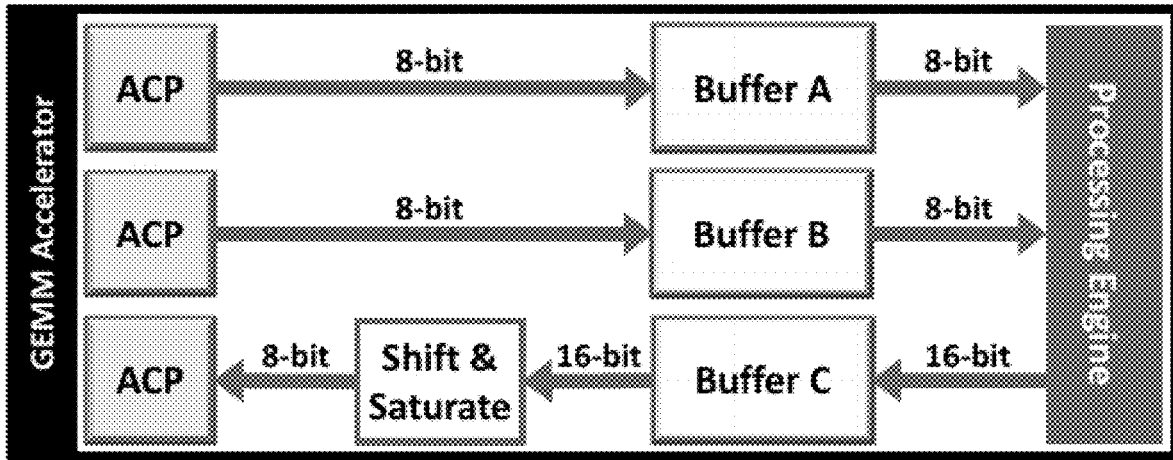 GEMM Accelerator
ACP
8-bit
Buffer A
8-bit
ACP
8-bit
Buffer B
8-bit
ACP
8-bit
Shift &
Saturate
16-bit
Buffer C
16-bit
Processing Engine